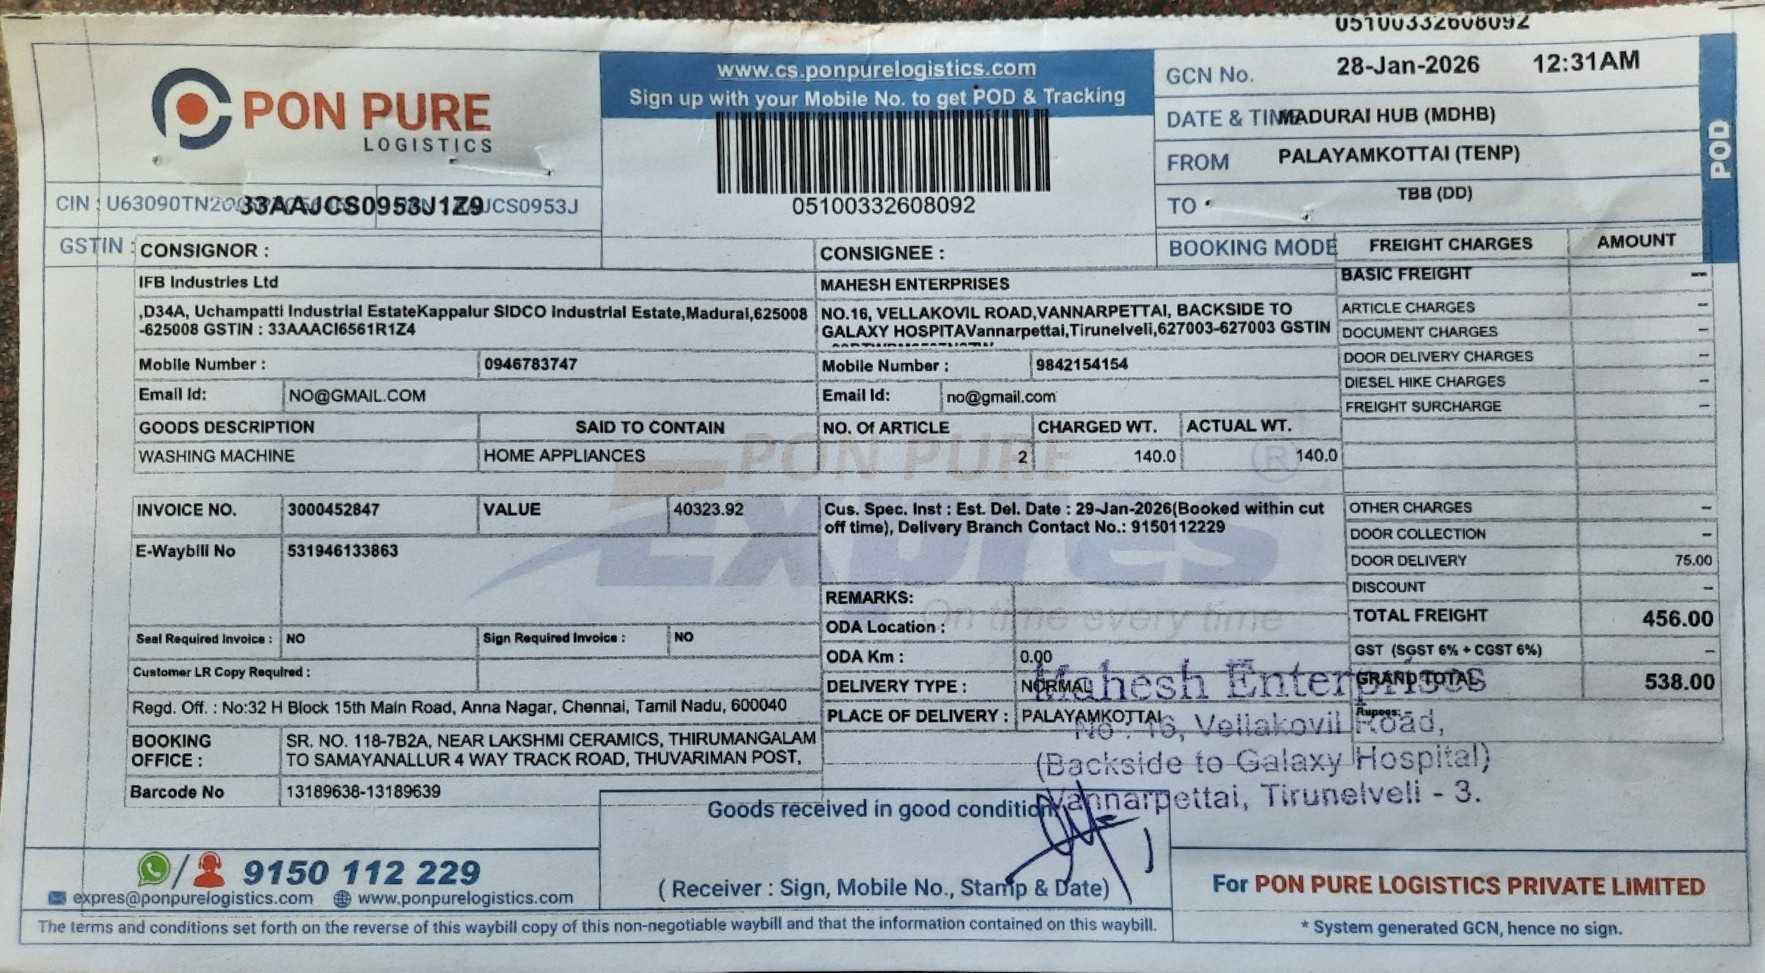 05100332608092
PON PURE
LOGISTICS
www.cs.ponpurelogistics.com
Sign up with your Mobile No. to get POD & Tracking
05100332608092
GCN No. 28-Jan-2026 12:31AM
DATE & TIME MADURAI HUB (MDHB)
FROM PALAYAMKOTTAI (TENP)
TO TBB (DD)
BOOKING MODE
POD
CIN : U63090TN20
33AAJCS0953J1Z9
JCS0953J
GSTIN :
CONSIGNOR :
IFB Industries Ltd
,D34A, Uchampatti Industrial EstateKappalur SIDCO Industrial Estate,Madurai,625008
-625008 GSTIN : 33AAACI6561R1Z4
Mobile Number : 0946783747
Email Id: NO@GMAIL.COM
CONSIGNEE :
MAHESH ENTERPRISES
NO.16, VELLAKOVIL ROAD,VANNARPETTAI, BACKSIDE TO
GALAXY HOSPITAVannarpettai,Tirunelveli,627003-627003 GSTIN
Mobile Number : 9842154154
Email Id: no@gmail.com
GOODS DESCRIPTION SAID TO CONTAIN NO. Of ARTICLE CHARGED WT. ACTUAL WT.
WASHING MACHINE HOME APPLIANCES 2 140.0 140.0
PON PURE
Expres ®
On time every time
INVOICE NO. 3000452847 VALUE 40323.92
E-Waybill No 531946133863
Seal Required Invoice : NO Sign Required Invoice : NO
Customer LR Copy Required :
Regd. Off. : No:32 H Block 15th Main Road, Anna Nagar, Chennai, Tamil Nadu, 600040
BOOKING OFFICE : SR. NO. 118-7B2A, NEAR LAKSHMI CERAMICS, THIRUMANGALAM
TO SAMAYANALLUR 4 WAY TRACK ROAD, THUVARIMAN POST,
Barcode No 13189638-13189639
Cus. Spec. Inst : Est. Del. Date : 29-Jan-2026(Booked within cut
off time), Delivery Branch Contact No.: 9150112229
REMARKS:
ODA Location :
ODA Km : 0.00
DELIVERY TYPE : NORMAL
PLACE OF DELIVERY : PALAYAMKOTTAI
FREIGHT CHARGES AMOUNT
BASIC FREIGHT --
ARTICLE CHARGES –
DOCUMENT CHARGES –
DOOR DELIVERY CHARGES –
DIESEL HIKE CHARGES –
FREIGHT SURCHARGE –
OTHER CHARGES –
DOOR COLLECTION –
DOOR DELIVERY 75.00
DISCOUNT –
TOTAL FREIGHT 456.00
GST (SGST 6% + CGST 6%) –
GRAND TOTAL 538.00
Rupees:
Mahesh Enterprises
No : 16, Vellakovil Road,
(Backside to Galaxy Hospital)
Vannarpettai, Tirunelveli - 3.
Goods received in good condition
( Receiver : Sign, Mobile No., Stamp & Date)
9150 112 229
expres@ponpurelogistics.com www.ponpurelogistics.com
For PON PURE LOGISTICS PRIVATE LIMITED
The terms and conditions set forth on the reverse of this waybill copy of this non-negotiable waybill and that the information contained on this waybill.
* System generated GCN, hence no sign.